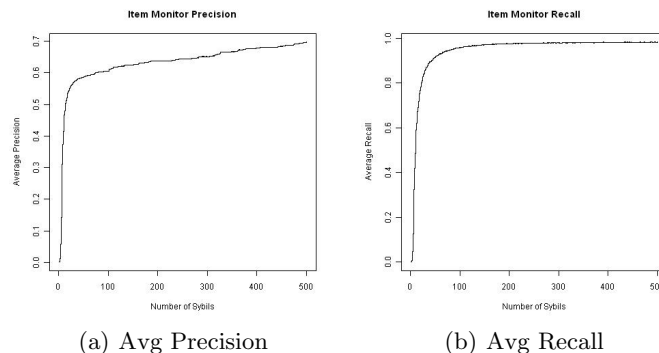 Item Monitor Precision
Average Precision
0.7
0.6
0.5
0.4
0.3
0.2
0.1
0.0
0 100 200 300 400 500
Number of Sybils
(a) Avg Precision
Item Monitor Recall
Average Recall
1.0
0.8
0.6
0.4
0.2
0.0
0 100 200 300 400 500
Number of Sybils
(b) Avg Recall